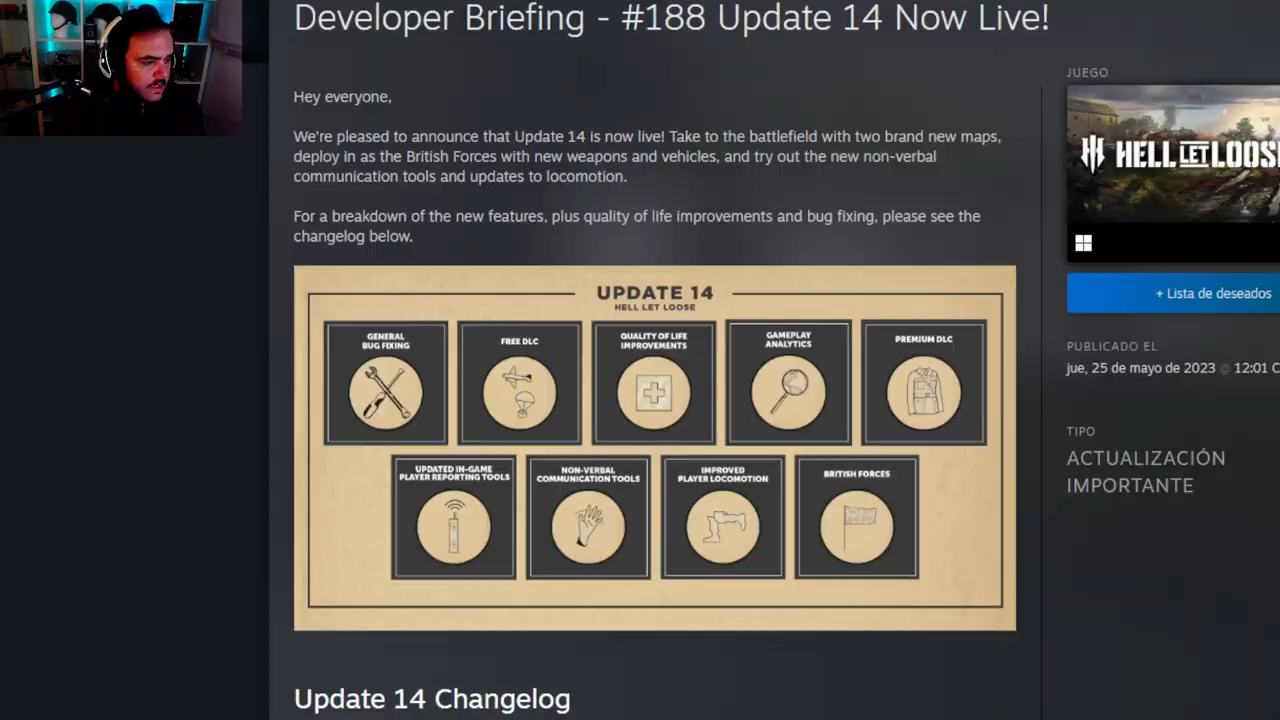 Developer Briefing - #188 Update 14 Now Live!
Hey everyone,
We're pleased to announce that Update 14 is now live! Take to the battlefield with two brand new maps,
deploy in as the British Forces with new weapons and vehicles, and try out the new non-verbal
communication tools and updates to locomotion.
For a breakdown of the new features, plus quality of life improvements and bug fixing, please see the
changelog below.
UPDATE 14
HELL LET LOOSE
GENERAL
BUG FIXING
FREE DLC
QUALITY OF LIFE
IMPROVEMENTS
GAMEPLAY
ANALYTICS
PREMIUM DLC
UPDATED IN-GAME
PLAYER REPORTING TOOLS
NON-VERBAL
COMMUNICATION TOOLS
IMPROVED
PLAYER LOCOMOTION
BRITISH FORCES
Update 14 Changelog
JUEGO
HELL LET LOOSE
+ Lista de deseados
PUBLICADO EL
jue, 25 de mayo de 2023 @ 12:01 C
TIPO
ACTUALIZACIÓN
IMPORTANTE